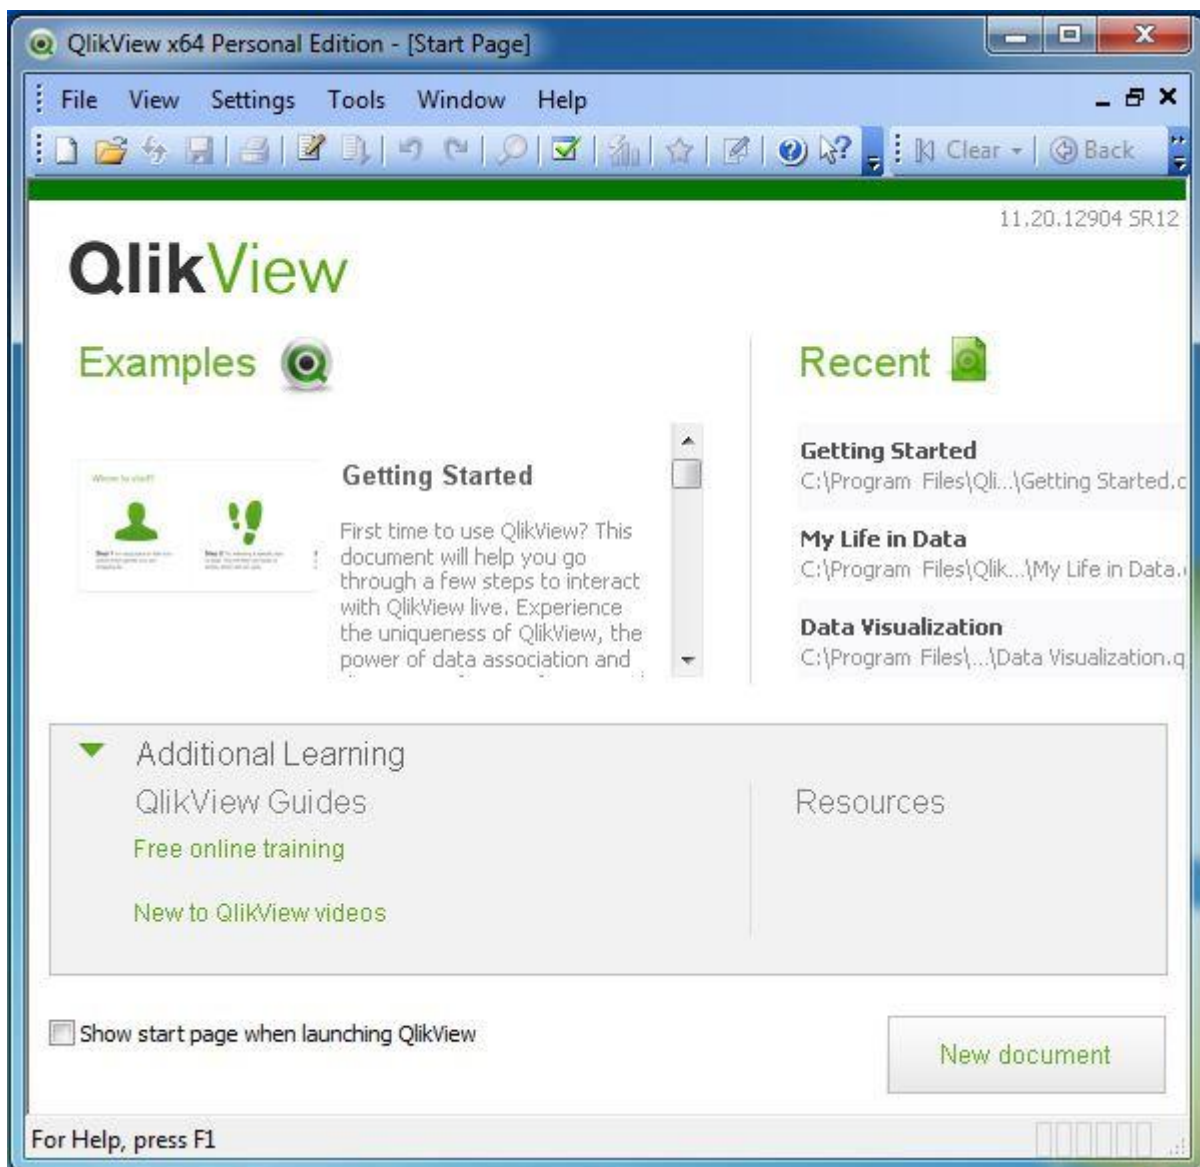 QlikView x64 Personal Edition - [Start Page]
File View Settings Tools Window Help
Clear Back
11.20.12904 SR12
QlikView
Examples
Getting Started
First time to use QlikView? This
document will help you go
through a few steps to interact
with QlikView live. Experience
the uniqueness of QlikView, the
power of data association and
Recent
Getting Started
C:\Program Files\Qli...\Getting Started.q
My Life in Data
C:\Program Files\Qlik...\My Life in Data.
Data Visualization
C:\Program Files\...\Data Visualization.q
Additional Learning
QlikView Guides
Free online training
New to QlikView videos
Resources
Show start page when launching QlikView
New document
For Help, press F1